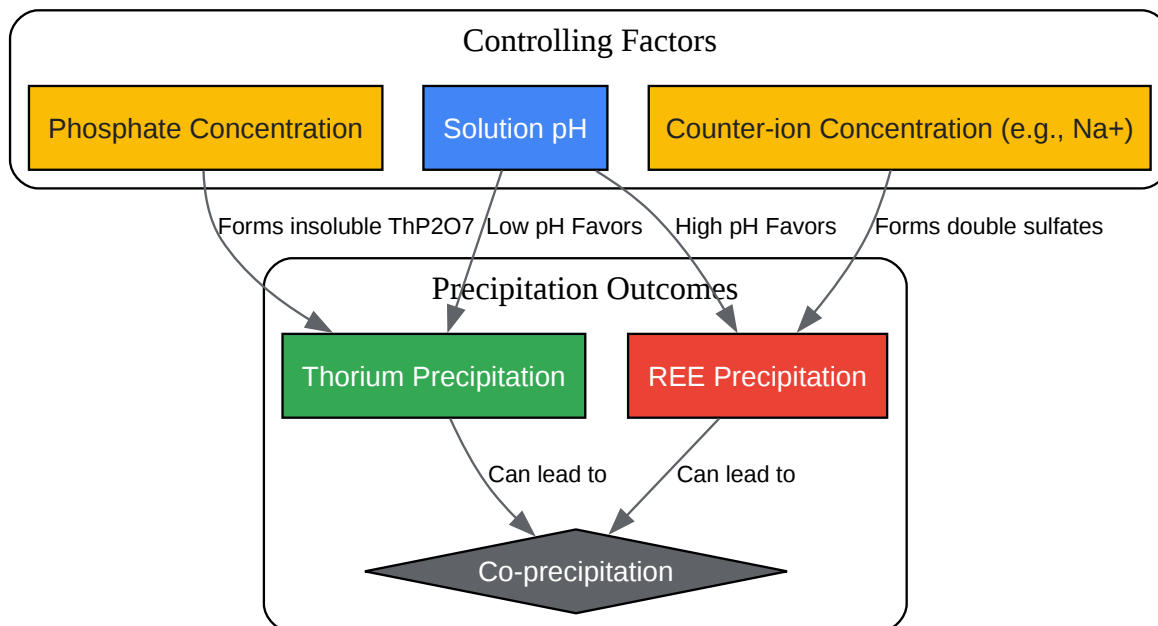 Controlling Factors
Phosphate Concentration
Solution pH
Counter-ion Concentration (e.g., Na+)
Forms insoluble ThP2O7
Low pH Favors
High pH Favors
Forms double sulfates
Precipitation Outcomes
Thorium Precipitation
REE Precipitation
Can lead to
Can lead to
Co-precipitation